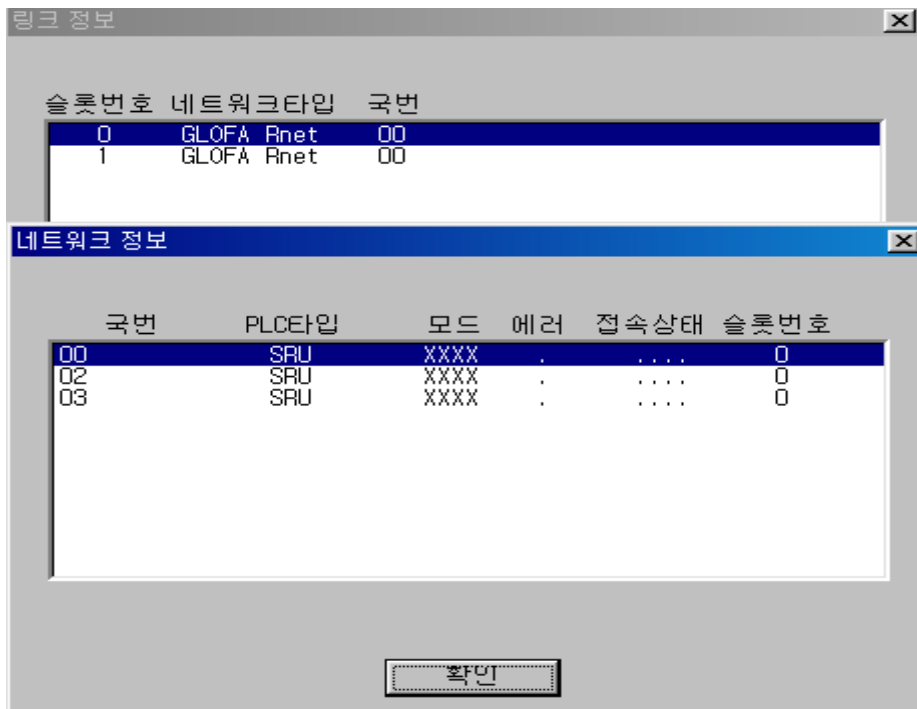 링크 정보
슬롯번호 네트워크타입 국번
0 GLOFA Rnet 00
1 GLOFA Rnet 00
네트워크 정보
국번 PLC타입 모드 에러 접속상태 슬롯번호
00 SRU XXXX . .... 0
02 SRU XXXX . .... 0
03 SRU XXXX . .... 0
확인